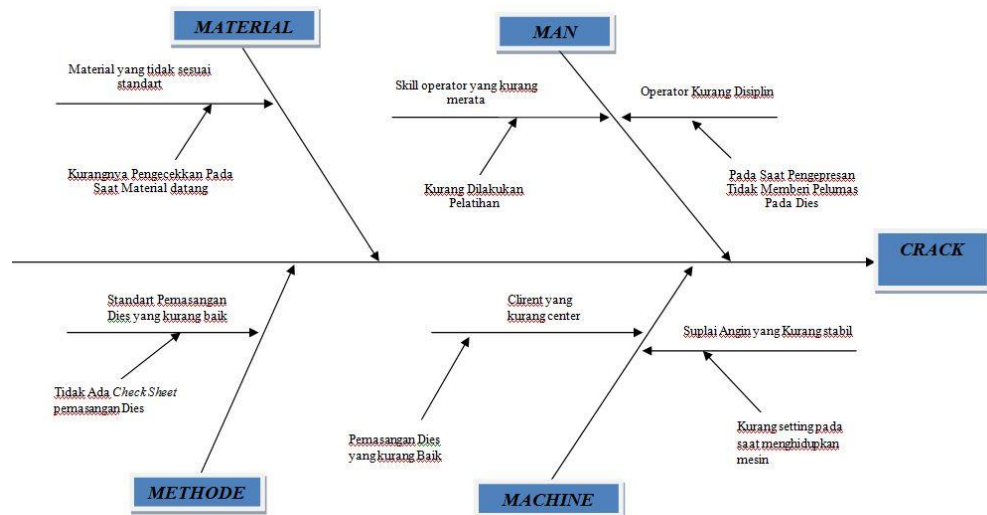 MATERIAL
MAN
Material yang tidak sesuai
standart
Kurangnya Pengecekkan Pada
Saat Material datang
Skill operator yang kurang
merata
Kurang Dilakukan
Pelatihan
Operator Kurang Disiplin
Pada Saat Pengepresan
Tidak Memberi Pelumas
Pada Dies
CRACK
Standart Pemasangan
Dies yang kurang baik
Tidak Ada Check Sheet
pemasangan Dies
Clirent yang
kurang center
Pemasangan Dies
yang kurang Baik
Suplai Angin yang Kurang stabil
Kurang setting pada
saat menghidupkan
mesin
METHODE
MACHINE